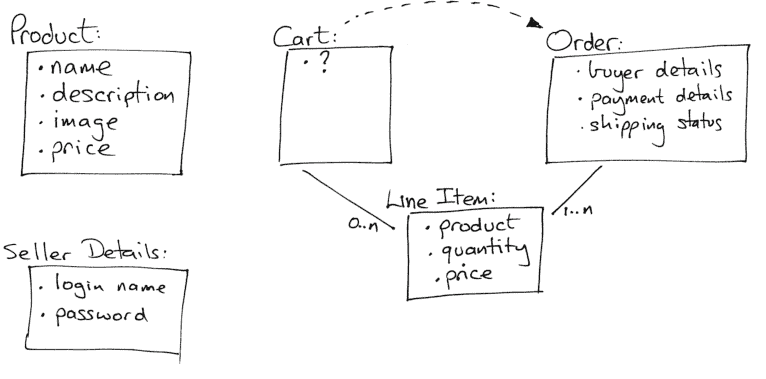 Product:
• name
• description
• image
• price
Cart:
• ?
Order:
• buyer details
• payment details
• shipping status
Line Item:
• product
• quantity
• price
0..n
1..n
Seller Details:
• login name
• password